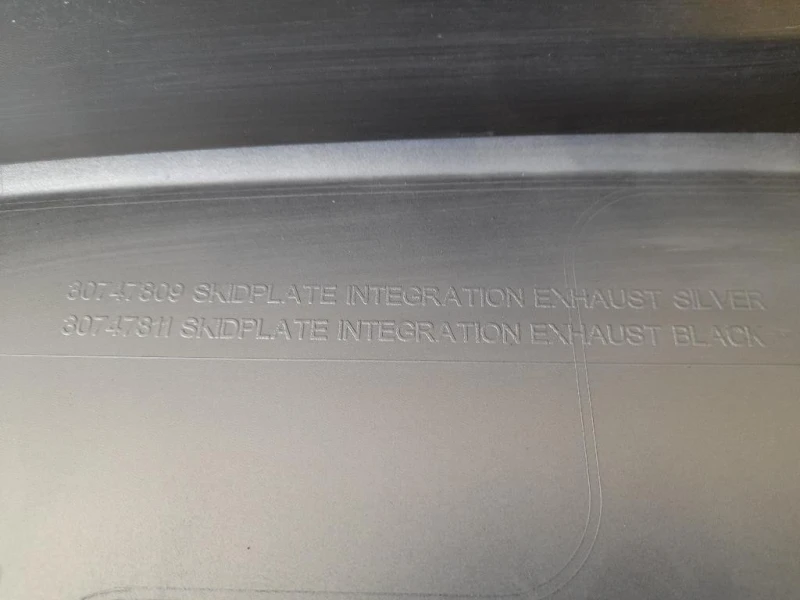 30747809 SKIDPLATE INTEGRATION EXHAUST SILVER
30747811 SKIDPLATE INTEGRATION EXHAUST BLACK